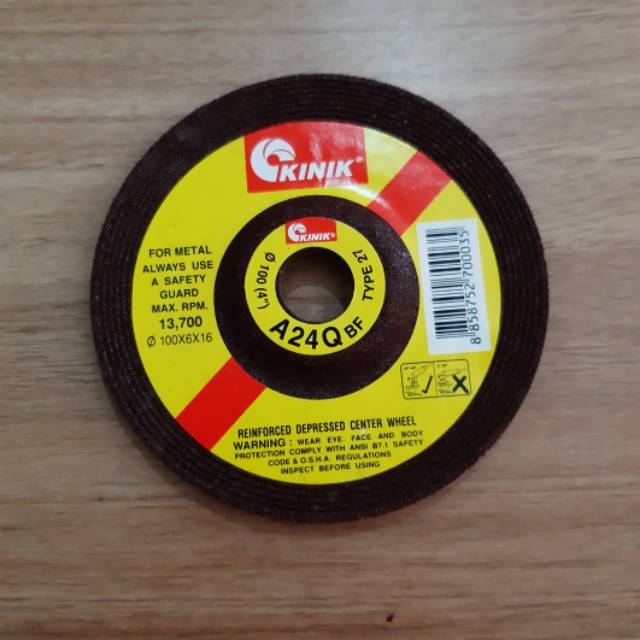 KINIK®
KINIK®
Ø 100 (4")
TYPE 27
A24Q BF
FOR METAL
ALWAYS USE
A SAFETY
GUARD
MAX. RPM.
13,700
Ø 100X6X16
8 858752 700035
REINFORCED DEPRESSED CENTER WHEEL
WARNING : WEAR EYE. FACE AND BODY
PROTECTION COMPLY WITH ANSI B7.1 SAFETY
CODE & O.S.H.A. REGULATIONS
INSPECT BEFORE USING